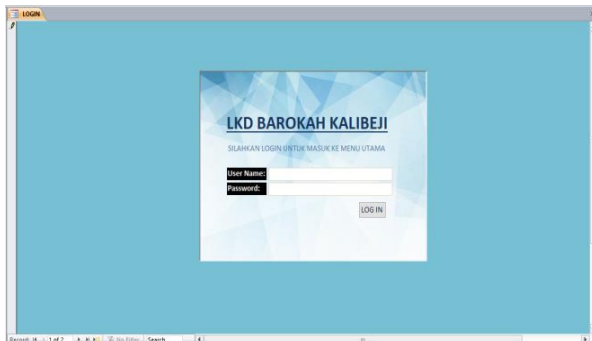 LOGIN
LKD BAROKAH KALIBEJI
SILAHKAN LOGIN UNTUK MASUK KE MENU UTAMA
User Name:
Password:
LOG IN
Record: 1 of 2 No Filter Search